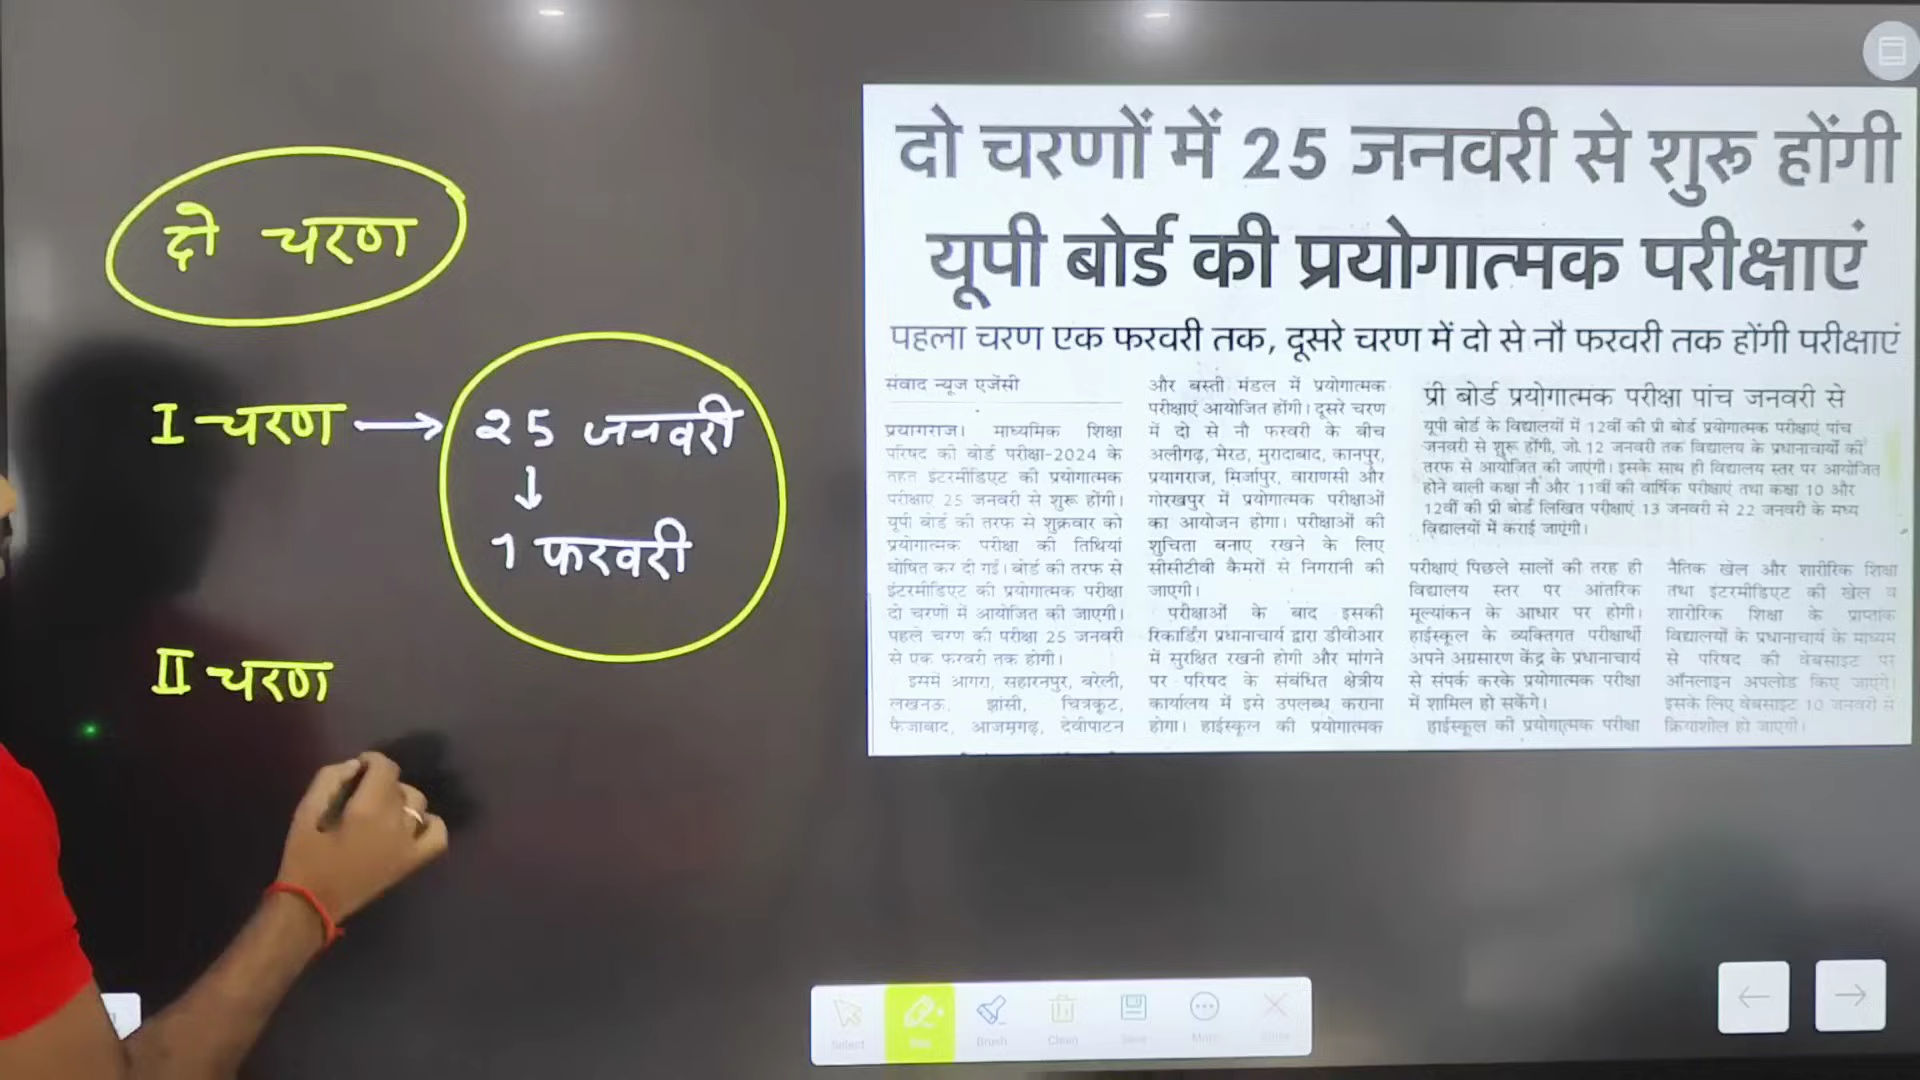 दो चरण
I चरण → 25 जनवरी
↓
1 फरवरी
II चरण
दो चरणों में 25 जनवरी से शुरू होंगी
यूपी बोर्ड की प्रयोगात्मक परीक्षाएं
पहला चरण एक फरवरी तक, दूसरे चरण में दो से नौ फरवरी तक होंगी परीक्षाएं
संवाद न्यूज एजेंसी
प्रयागराज। माध्यमिक शिक्षा
परिषद की बोर्ड परीक्षा-2024 के
तहत इंटरमीडिएट की प्रयोगात्मक
परीक्षाएं 25 जनवरी से शुरू होंगी।
यूपी बोर्ड की तरफ से शुक्रवार को
प्रयोगात्मक परीक्षा की तिथियां
घोषित कर दी गईं। बोर्ड की तरफ से
इंटरमीडिएट की प्रयोगात्मक परीक्षा
दो चरणों में आयोजित की जाएगी।
पहले चरण की परीक्षा 25 जनवरी
से एक फरवरी तक होगी।
इसमें आगरा, सहारनपुर, बरेली,
लखनऊ, झांसी, चित्रकूट,
फैजाबाद, आजमगढ़, देवीपाटन
और बस्ती मंडल में प्रयोगात्मक
परीक्षाएं आयोजित होंगी। दूसरे चरण
में दो से नौ फरवरी के बीच
अलीगढ़, मेरठ, मुरादाबाद, कानपुर,
प्रयागराज, मिर्जापुर, वाराणसी और
गोरखपुर में प्रयोगात्मक परीक्षाओं
का आयोजन होगा। परीक्षाओं की
शुचिता बनाए रखने के लिए
सीसीटीवी कैमरों से निगरानी की
जाएगी।
परीक्षाओं के बाद इसकी
रिकार्डिंग प्रधानाचार्य द्वारा डीवीआर
में सुरक्षित रखनी होगी और मांगने
पर परिषद के संबंधित क्षेत्रीय
कार्यालय में इसे उपलब्ध कराना
होगा। हाईस्कूल की प्रयोगात्मक
प्री बोर्ड प्रयोगात्मक परीक्षा पांच जनवरी से
यूपी बोर्ड के विद्यालयों में 12वीं की प्री बोर्ड प्रयोगात्मक परीक्षाएं पांच
जनवरी से शुरू होंगी, जो 12 जनवरी तक विद्यालय के प्रधानाचार्यों की
तरफ से आयोजित की जाएंगी। इसके साथ ही विद्यालय स्तर पर आयोजित
होने वाली कक्षा नौ और 11वीं की वार्षिक परीक्षाएं तथा कक्षा 10 और
12वीं की प्री बोर्ड लिखित परीक्षाएं 13 जनवरी से 22 जनवरी के मध्य
विद्यालयों में कराई जाएंगी।
परीक्षाएं पिछले सालों की तरह ही
विद्यालय स्तर पर आंतरिक
मूल्यांकन के आधार पर होगी।
हाईस्कूल के व्यक्तिगत परीक्षार्थी
अपने अग्रसारण केंद्र के प्रधानाचार्य
से संपर्क करके प्रयोगात्मक परीक्षा
में शामिल हो सकेंगे।
हाईस्कूल की प्रयोगात्मक परीक्षा
नैतिक खेल और शारीरिक शिक्षा
तथा इंटरमीडिएट की खेल व
शारीरिक शिक्षा के प्राप्तांक
विद्यालयों के प्रधानाचार्य के माध्यम
से परिषद की वेबसाइट पर
ऑनलाइन अपलोड किए जाएंगे।
इसके लिए वेबसाइट 10 जनवरी से
क्रियाशील हो जाएगी।
Select Brush Clean Save More